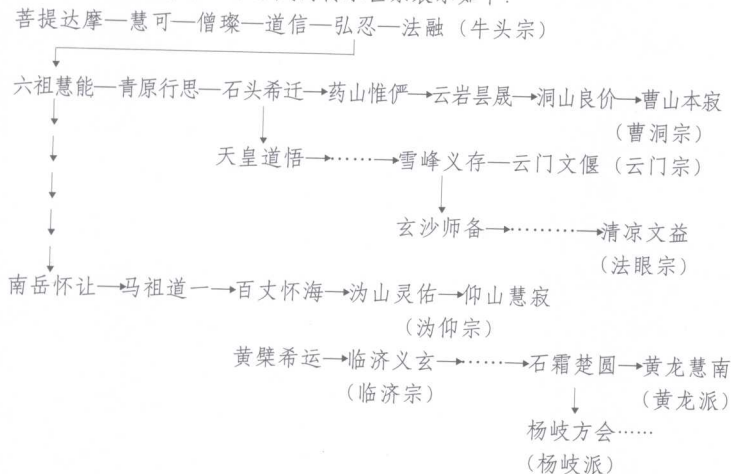 菩提达摩—慧可—僧璨—道信—弘忍—法融（牛头宗）
六祖慧能—青原行思—石头希迁→药山惟俨→云岩昙晟→洞山良价→曹山本寂
（曹洞宗）
天皇道悟→……→雪峰义存—云门文偃（云门宗）
玄沙师备→………→清凉文益
（法眼宗）
南岳怀让→马祖道一→百丈怀海→沩山灵佑→仰山慧寂
（沩仰宗）
黄檗希运→临济义玄→……→石霜楚圆→黄龙慧南
（临济宗）
（黄龙派）
杨岐方会……
（杨岐派）